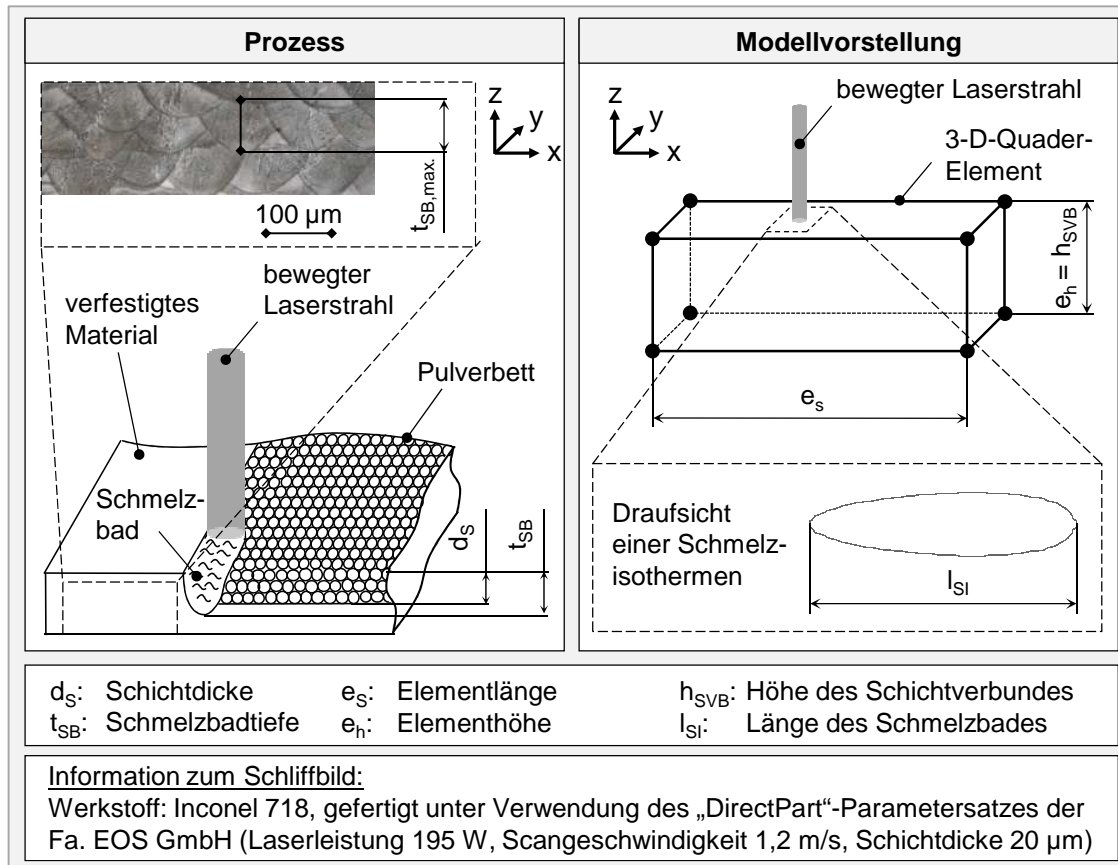 Prozess
z
y
x
t_SB,max.
100 µm
bewegter
Laserstrahl
verfestigtes
Material
Pulverbett
Schmelz-
bad
d_S
t_SB
Modellvorstellung
z
y
x
bewegter Laserstrahl
3-D-Quader-
Element
e_h = h_SVB
e_s
Draufsicht
einer Schmelz-
isothermen
l_SI
d_S: Schichtdicke e_S: Elementlänge h_SVB: Höhe des Schichtverbundes
t_SB: Schmelzbadtiefe e_h: Elementhöhe l_SI: Länge des Schmelzbades
Information zum Schliffbild:
Werkstoff: Inconel 718, gefertigt unter Verwendung des „DirectPart“-Parametersatzes der
Fa. EOS GmbH (Laserleistung 195 W, Scangeschwindigkeit 1,2 m/s, Schichtdicke 20 µm)